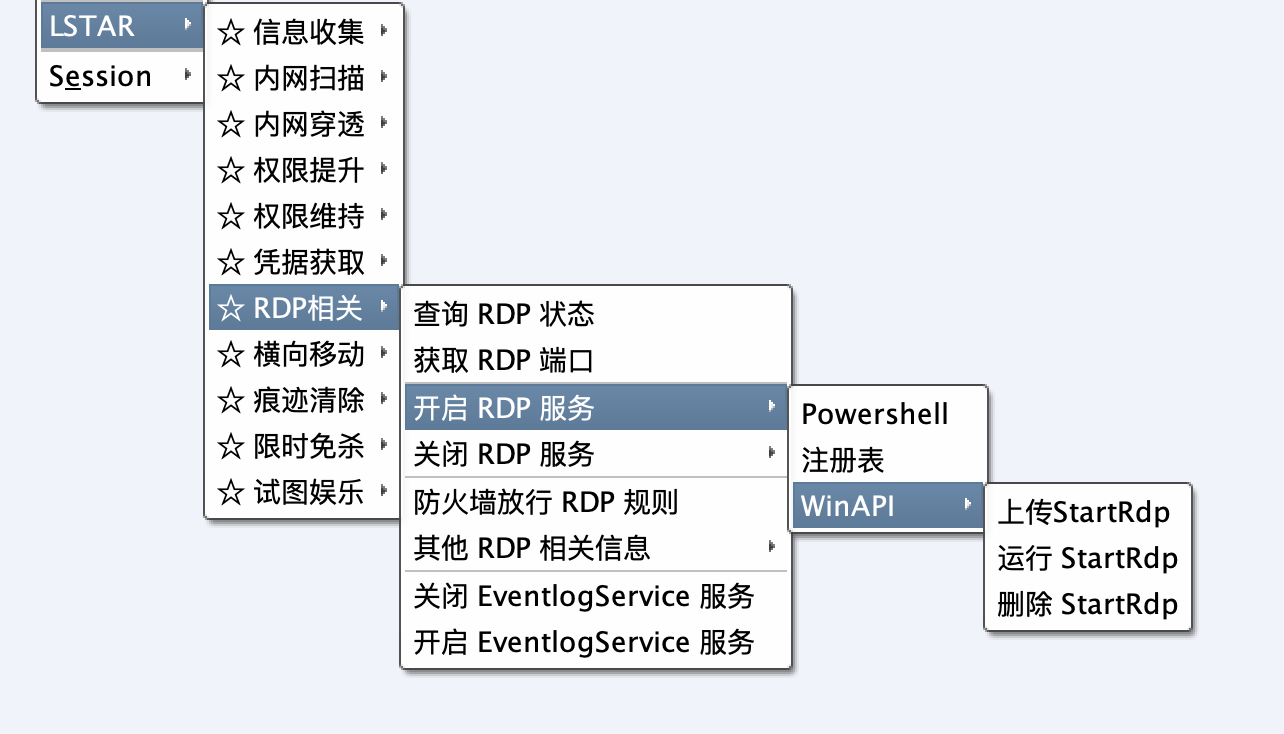 LSTAR
Session
☆ 信息收集
☆ 内网扫描
☆ 内网穿透
☆ 权限提升
☆ 权限维持
☆ 凭据获取
☆ RDP相关
☆ 横向移动
☆ 痕迹清除
☆ 限时免杀
☆ 试图娱乐
查询 RDP 状态
获取 RDP 端口
开启 RDP 服务
关闭 RDP 服务
防火墙放行 RDP 规则
其他 RDP 相关信息
关闭 EventlogService 服务
开启 EventlogService 服务
Powershell
注册表
WinAPI
上传StartRdp
运行 StartRdp
删除 StartRdp